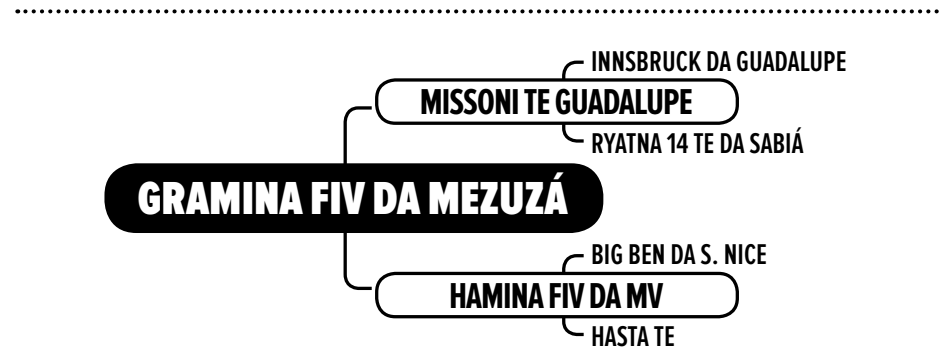 INNSBRUCK DA GUADALUPE
MISSONI TE GUADALUPE
RYATNA 14 TE DA SABIÁ
GRAMINA FIV DA MEZUZÁ
BIG BEN DA S. NICE
HAMINA FIV DA MV
HASTA TE